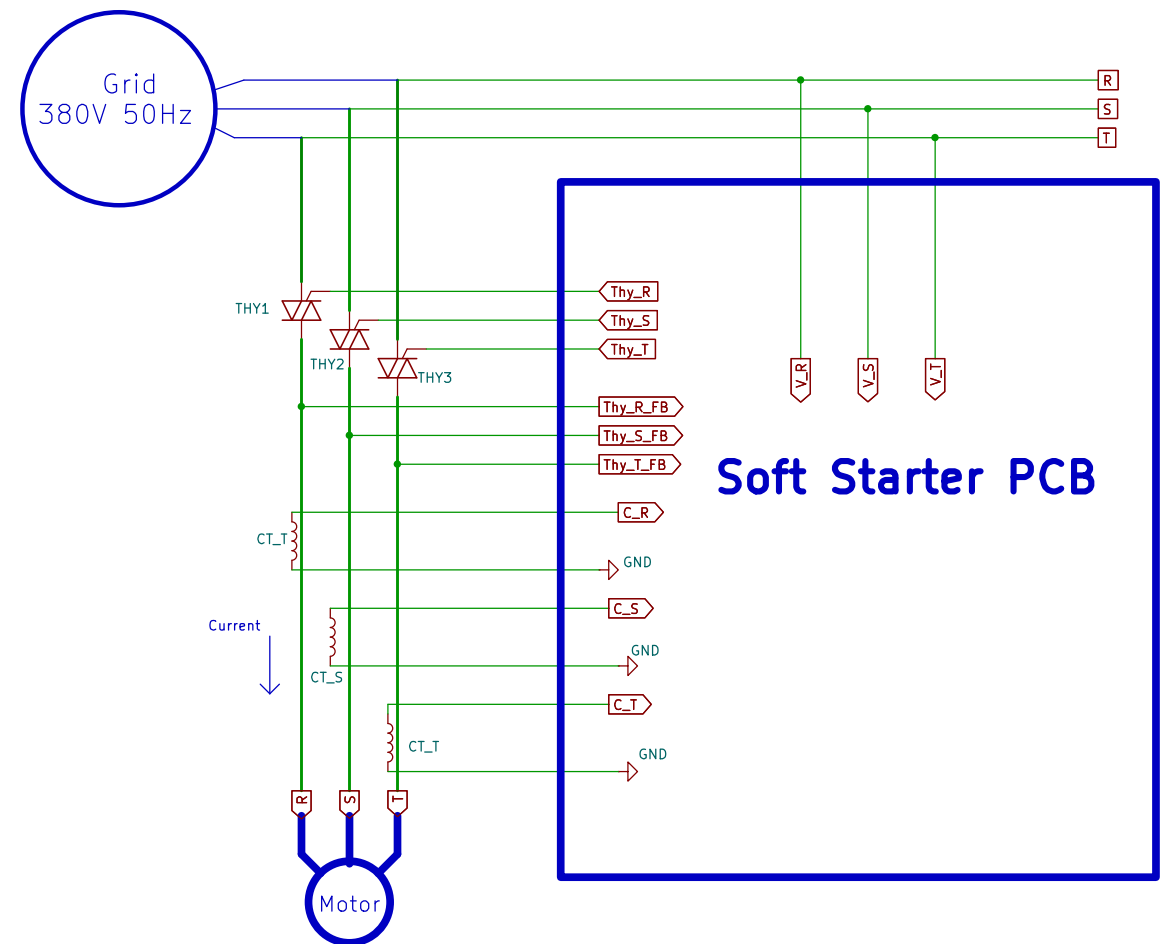 Grid
380V 50Hz
R
S
T
THY1
THY2
THY3
Thy_R
Thy_S
Thy_T
Thy_R_FB
Thy_S_FB
Thy_T_FB
V_R
V_S
V_T
Soft Starter PCB
CT_T
C_R
GND
Current
C_S
GND
CT_S
C_T
CT_T
GND
R
S
T
Motor